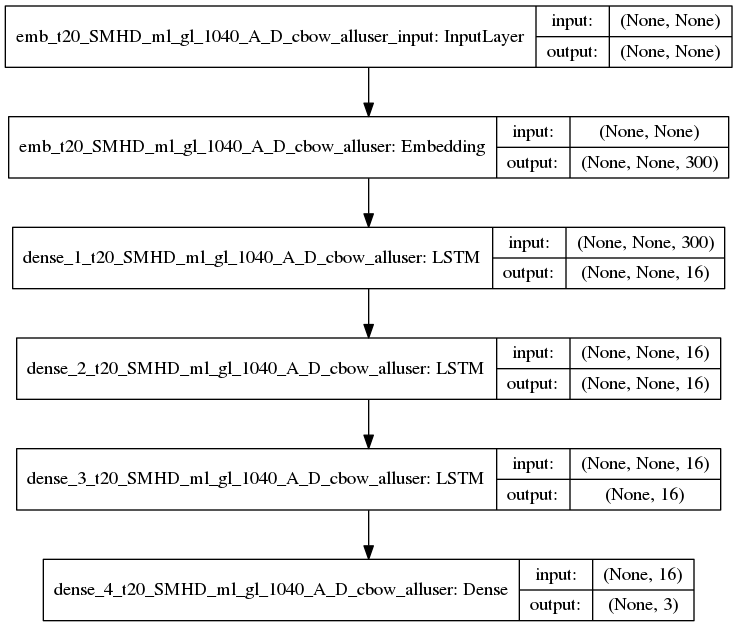 emb_t20_SMHD_ml_gl_1040_A_D_cbow_alluser_input: InputLayer
input: (None, None)
output: (None, None)
emb_t20_SMHD_ml_gl_1040_A_D_cbow_alluser: Embedding
input: (None, None)
output: (None, None, 300)
dense_1_t20_SMHD_ml_gl_1040_A_D_cbow_alluser: LSTM
input: (None, None, 300)
output: (None, None, 16)
dense_2_t20_SMHD_ml_gl_1040_A_D_cbow_alluser: LSTM
input: (None, None, 16)
output: (None, None, 16)
dense_3_t20_SMHD_ml_gl_1040_A_D_cbow_alluser: LSTM
input: (None, None, 16)
output: (None, 16)
dense_4_t20_SMHD_ml_gl_1040_A_D_cbow_alluser: Dense
input: (None, 16)
output: (None, 3)